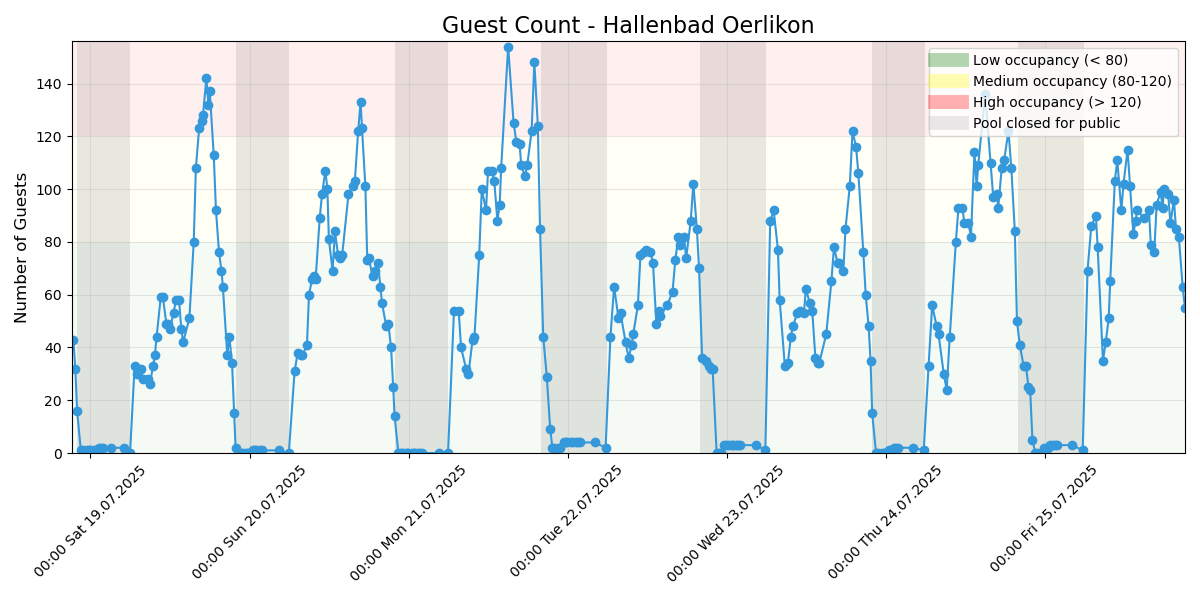 Guest Count - Hallenbad Oerlikon
Number of Guests
140
120
100
80
60
40
20
0
Low occupancy (< 80)
Medium occupancy (80-120)
High occupancy (> 120)
Pool closed for public
00:00 Sat 19.07.2025
00:00 Sun 20.07.2025
00:00 Mon 21.07.2025
00:00 Tue 22.07.2025
00:00 Wed 23.07.2025
00:00 Thu 24.07.2025
00:00 Fri 25.07.2025